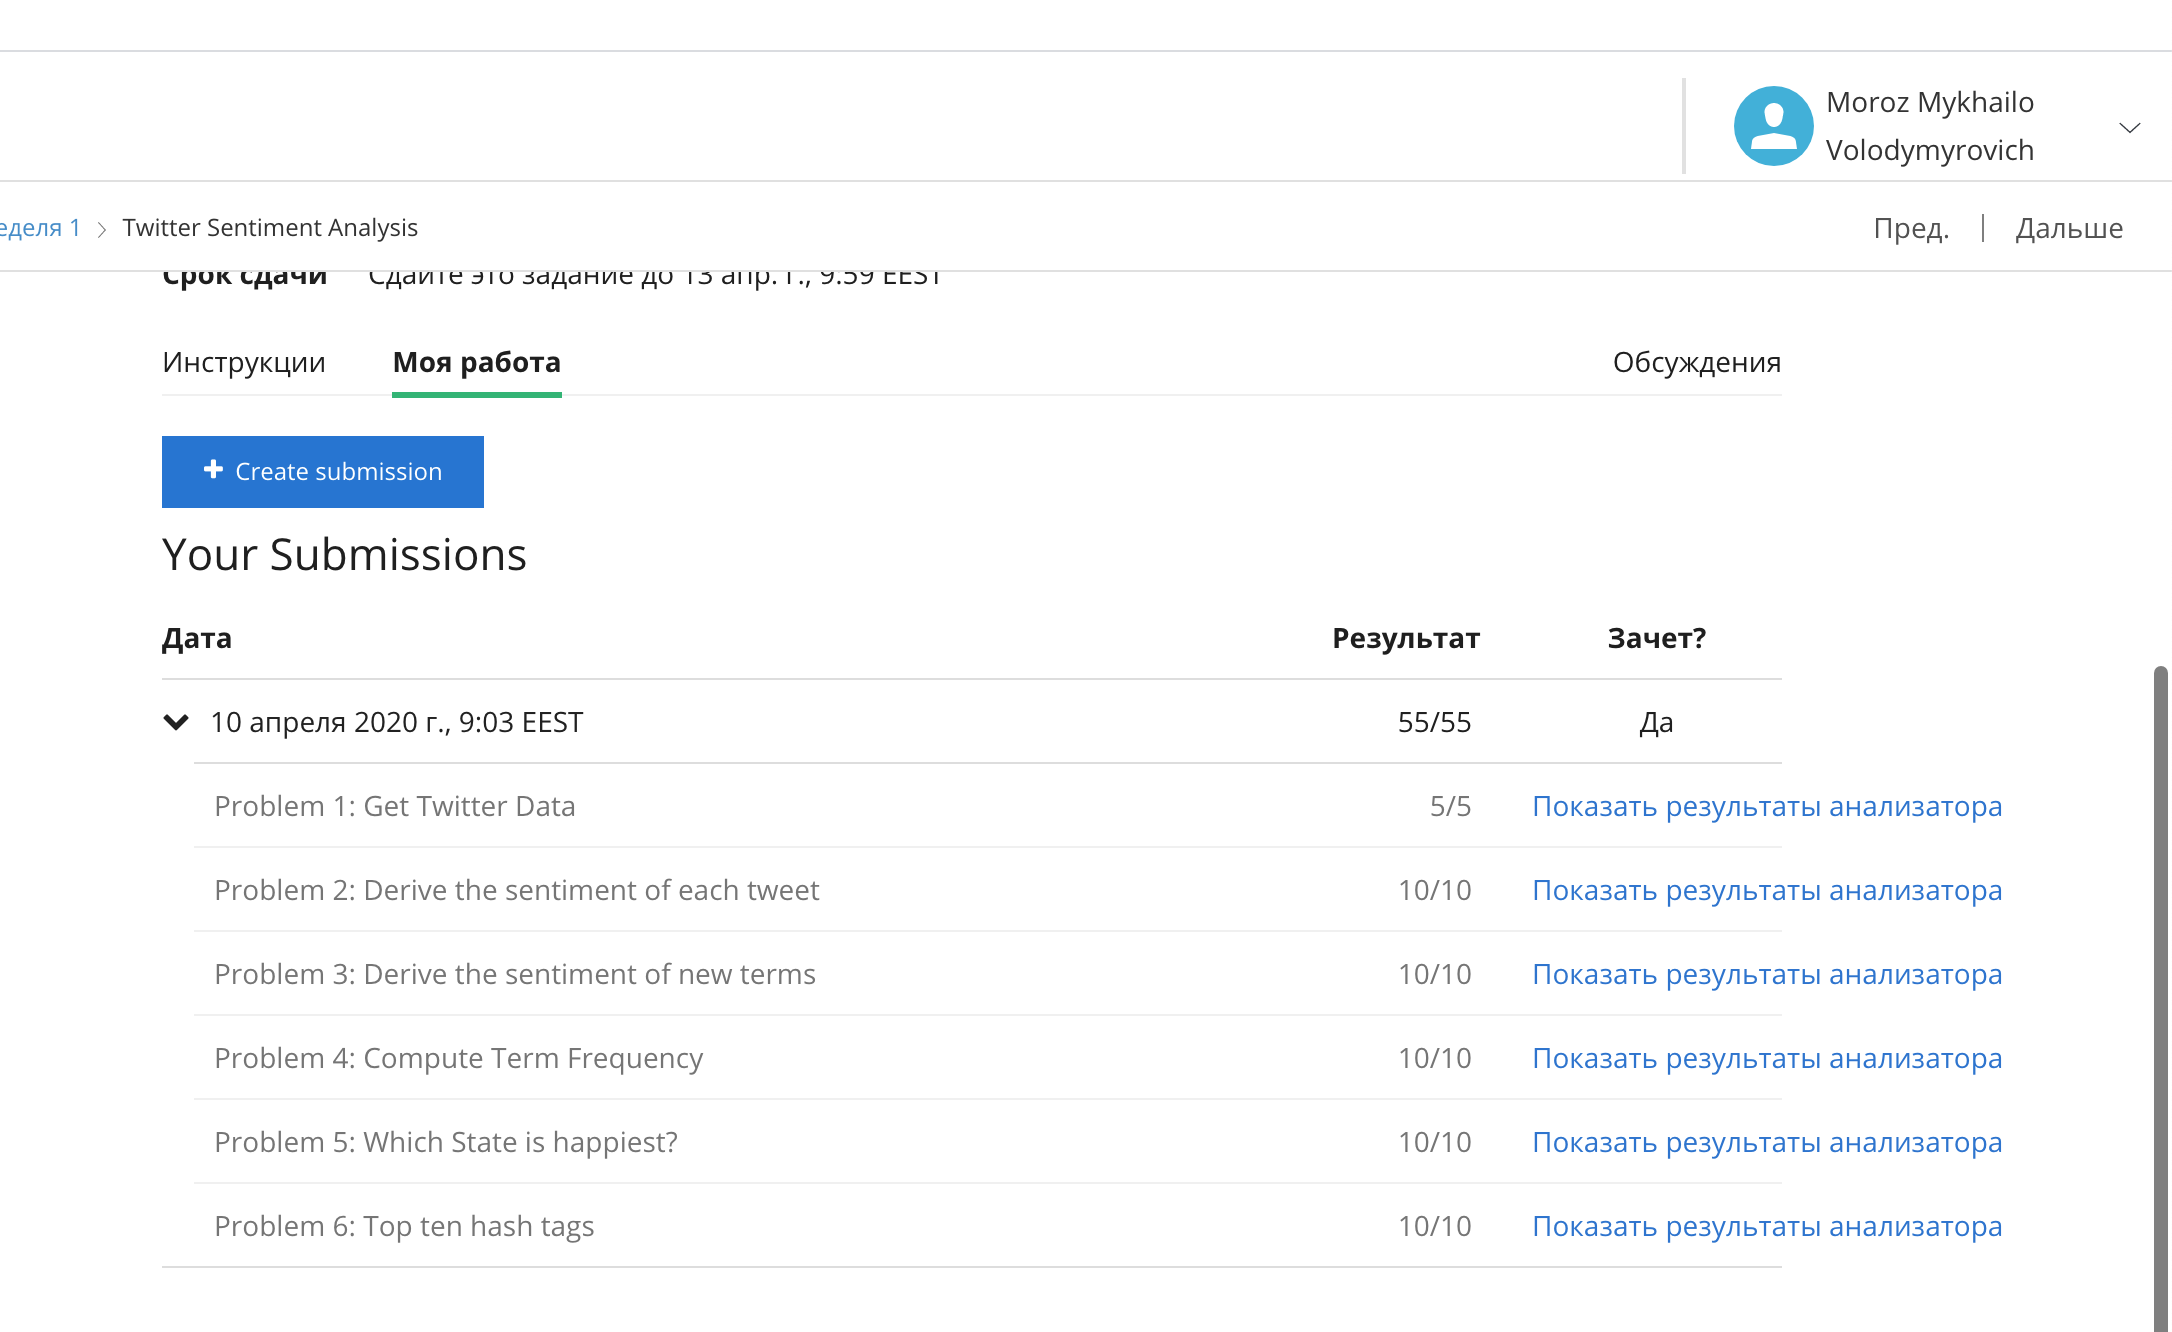 Moroz Mykhailo
Volodymyrovich
еделя 1 > Twitter Sentiment Analysis
Пред. | Дальше
Срок сдачи Сдайте это задание до 13 апр. г., 9:59 EEST
Инструкции Моя работа Обсуждения
+ Create submission
Your Submissions
Дата Результат Зачет?
10 апреля 2020 г., 9:03 EEST 55/55 Да
Problem 1: Get Twitter Data 5/5 Показать результаты анализатора
Problem 2: Derive the sentiment of each tweet 10/10 Показать результаты анализатора
Problem 3: Derive the sentiment of new terms 10/10 Показать результаты анализатора
Problem 4: Compute Term Frequency 10/10 Показать результаты анализатора
Problem 5: Which State is happiest? 10/10 Показать результаты анализатора
Problem 6: Top ten hash tags 10/10 Показать результаты анализатора